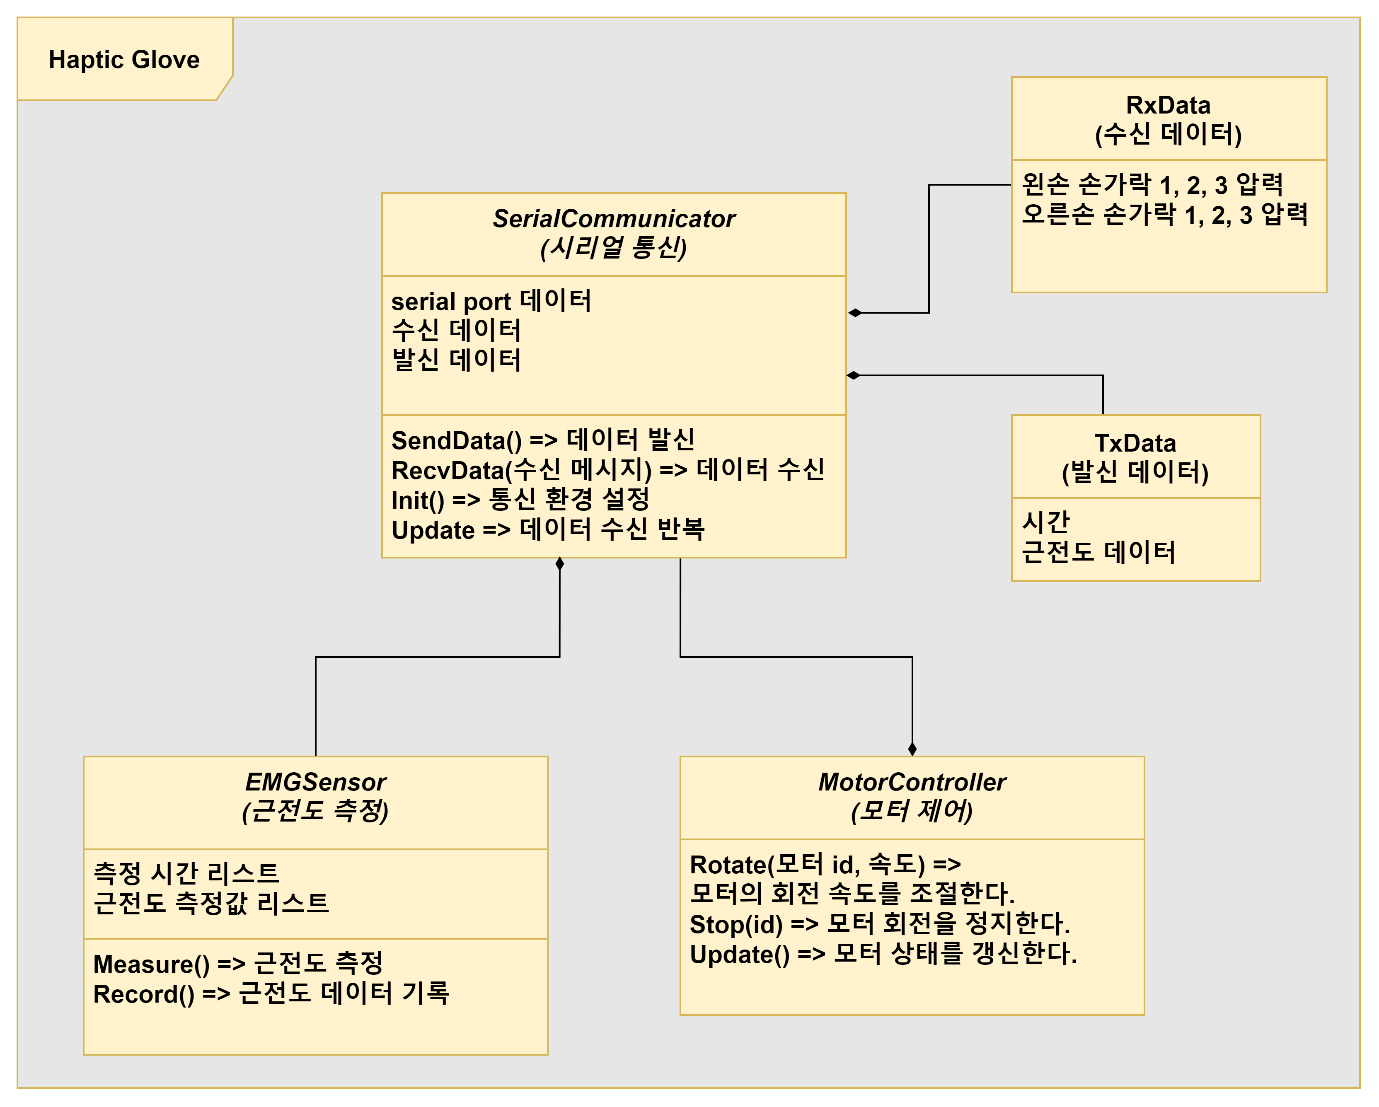 Haptic Glove
RxData
(수신 데이터)
왼손 손가락 1, 2, 3 압력
오른손 손가락 1, 2, 3 압력
SerialCommunicator
(시리얼 통신)
serial port 데이터
수신 데이터
발신 데이터
SendData() => 데이터 발신
RecvData(수신 메시지) => 데이터 수신
Init() => 통신 환경 설정
Update => 데이터 수신 반복
TxData
(발신 데이터)
시간
근전도 데이터
EMGSensor
(근전도 측정)
측정 시간 리스트
근전도 측정값 리스트
Measure() => 근전도 측정
Record() => 근전도 데이터 기록
MotorController
(모터 제어)
Rotate(모터 id, 속도) =>
모터의 회전 속도를 조절한다.
Stop(id) => 모터 회전을 정지한다.
Update() => 모터 상태를 갱신한다.